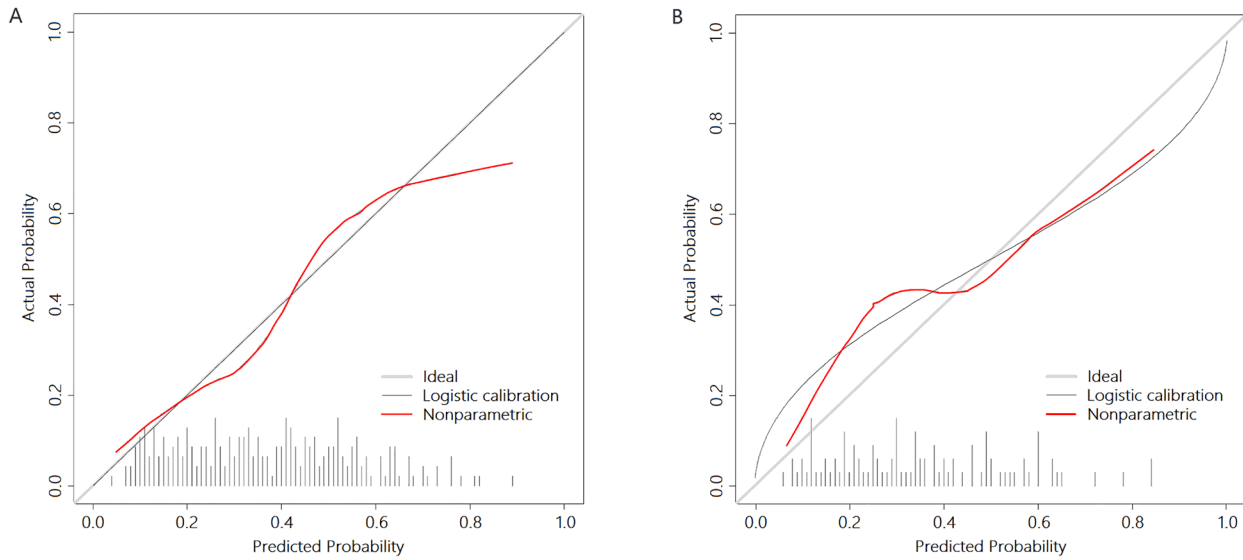 A
1.0
0.8
0.6
0.4
0.2
0.0
Actual Probability
Ideal
Logistic calibration
Nonparametric
0.0 0.2 0.4 0.6 0.8 1.0
Predicted Probability
B
1.0
0.8
0.6
0.4
0.2
0.0
Actual Probability
Ideal
Logistic calibration
Nonparametric
0.0 0.2 0.4 0.6 0.8 1.0
Predicted Probability